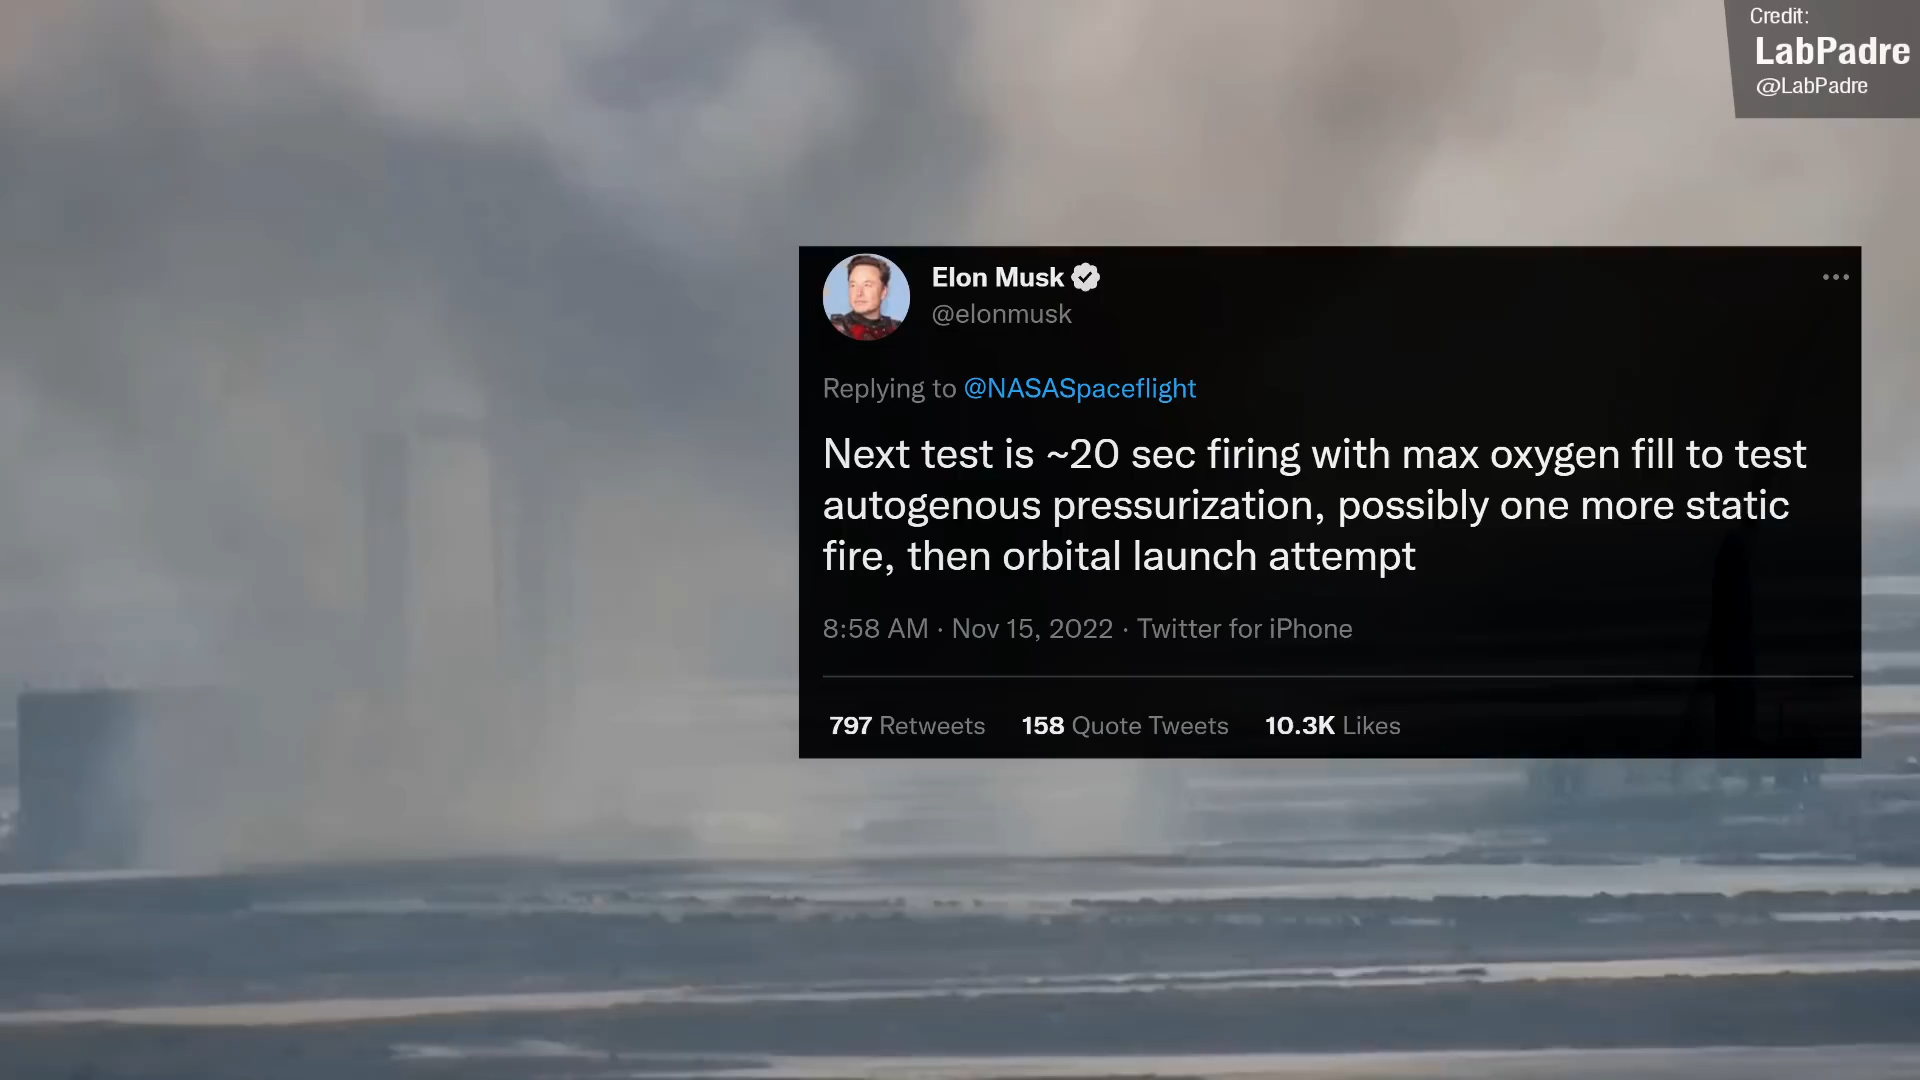 Credit:
LabPadre
@LabPadre
Elon Musk
@elonmusk
Replying to @NASASpaceflight
Next test is ~20 sec firing with max oxygen fill to test
autogenous pressurization, possibly one more static
fire, then orbital launch attempt
8:58 AM · Nov 15, 2022 · Twitter for iPhone
797 Retweets 158 Quote Tweets 10.3K Likes